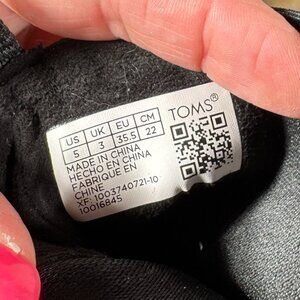 TOMS®
US UK EU CM
5 3 35.5 22
MADE IN CHINA
HECHO EN CHINA
FABRIQUE EN
CHINE
XF: 1003740721-10
10016845